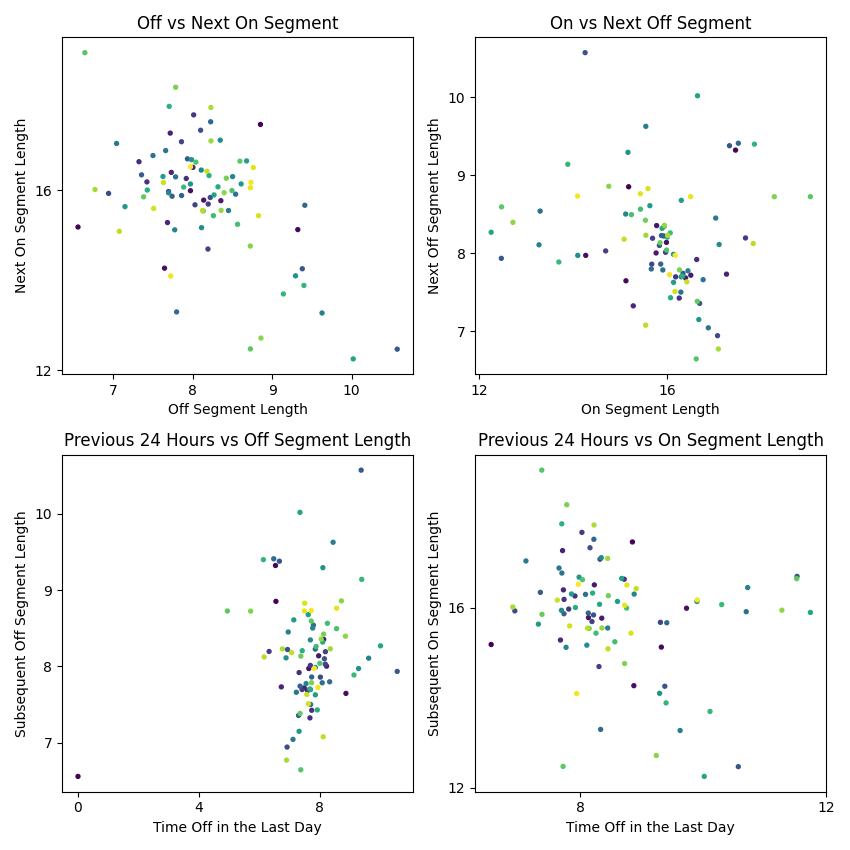 Off vs Next On Segment
On vs Next Off Segment
Next On Segment Length
16
12
7
8
9
10
Off Segment Length
Next Off Segment Length
10
9
8
7
12
16
On Segment Length
Previous 24 Hours vs Off Segment Length
Previous 24 Hours vs On Segment Length
Subsequent Off Segment Length
10
9
8
7
0
4
8
Time Off in the Last Day
Subsequent On Segment Length
16
12
8
12
Time Off in the Last Day